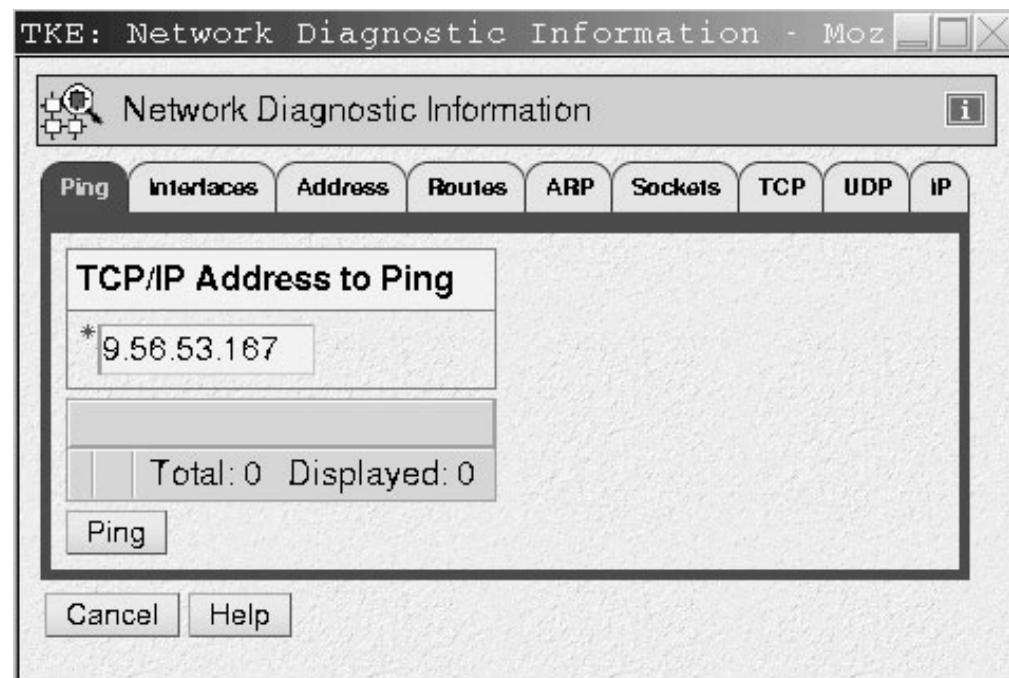 TKE: Network Diagnostic Information - Moz
Network Diagnostic Information
i
Ping Interfaces Address Routes ARP Sockets TCP UDP IP
TCP/IP Address to Ping
*9.56.53.167
Total: 0 Displayed: 0
Ping
Cancel Help